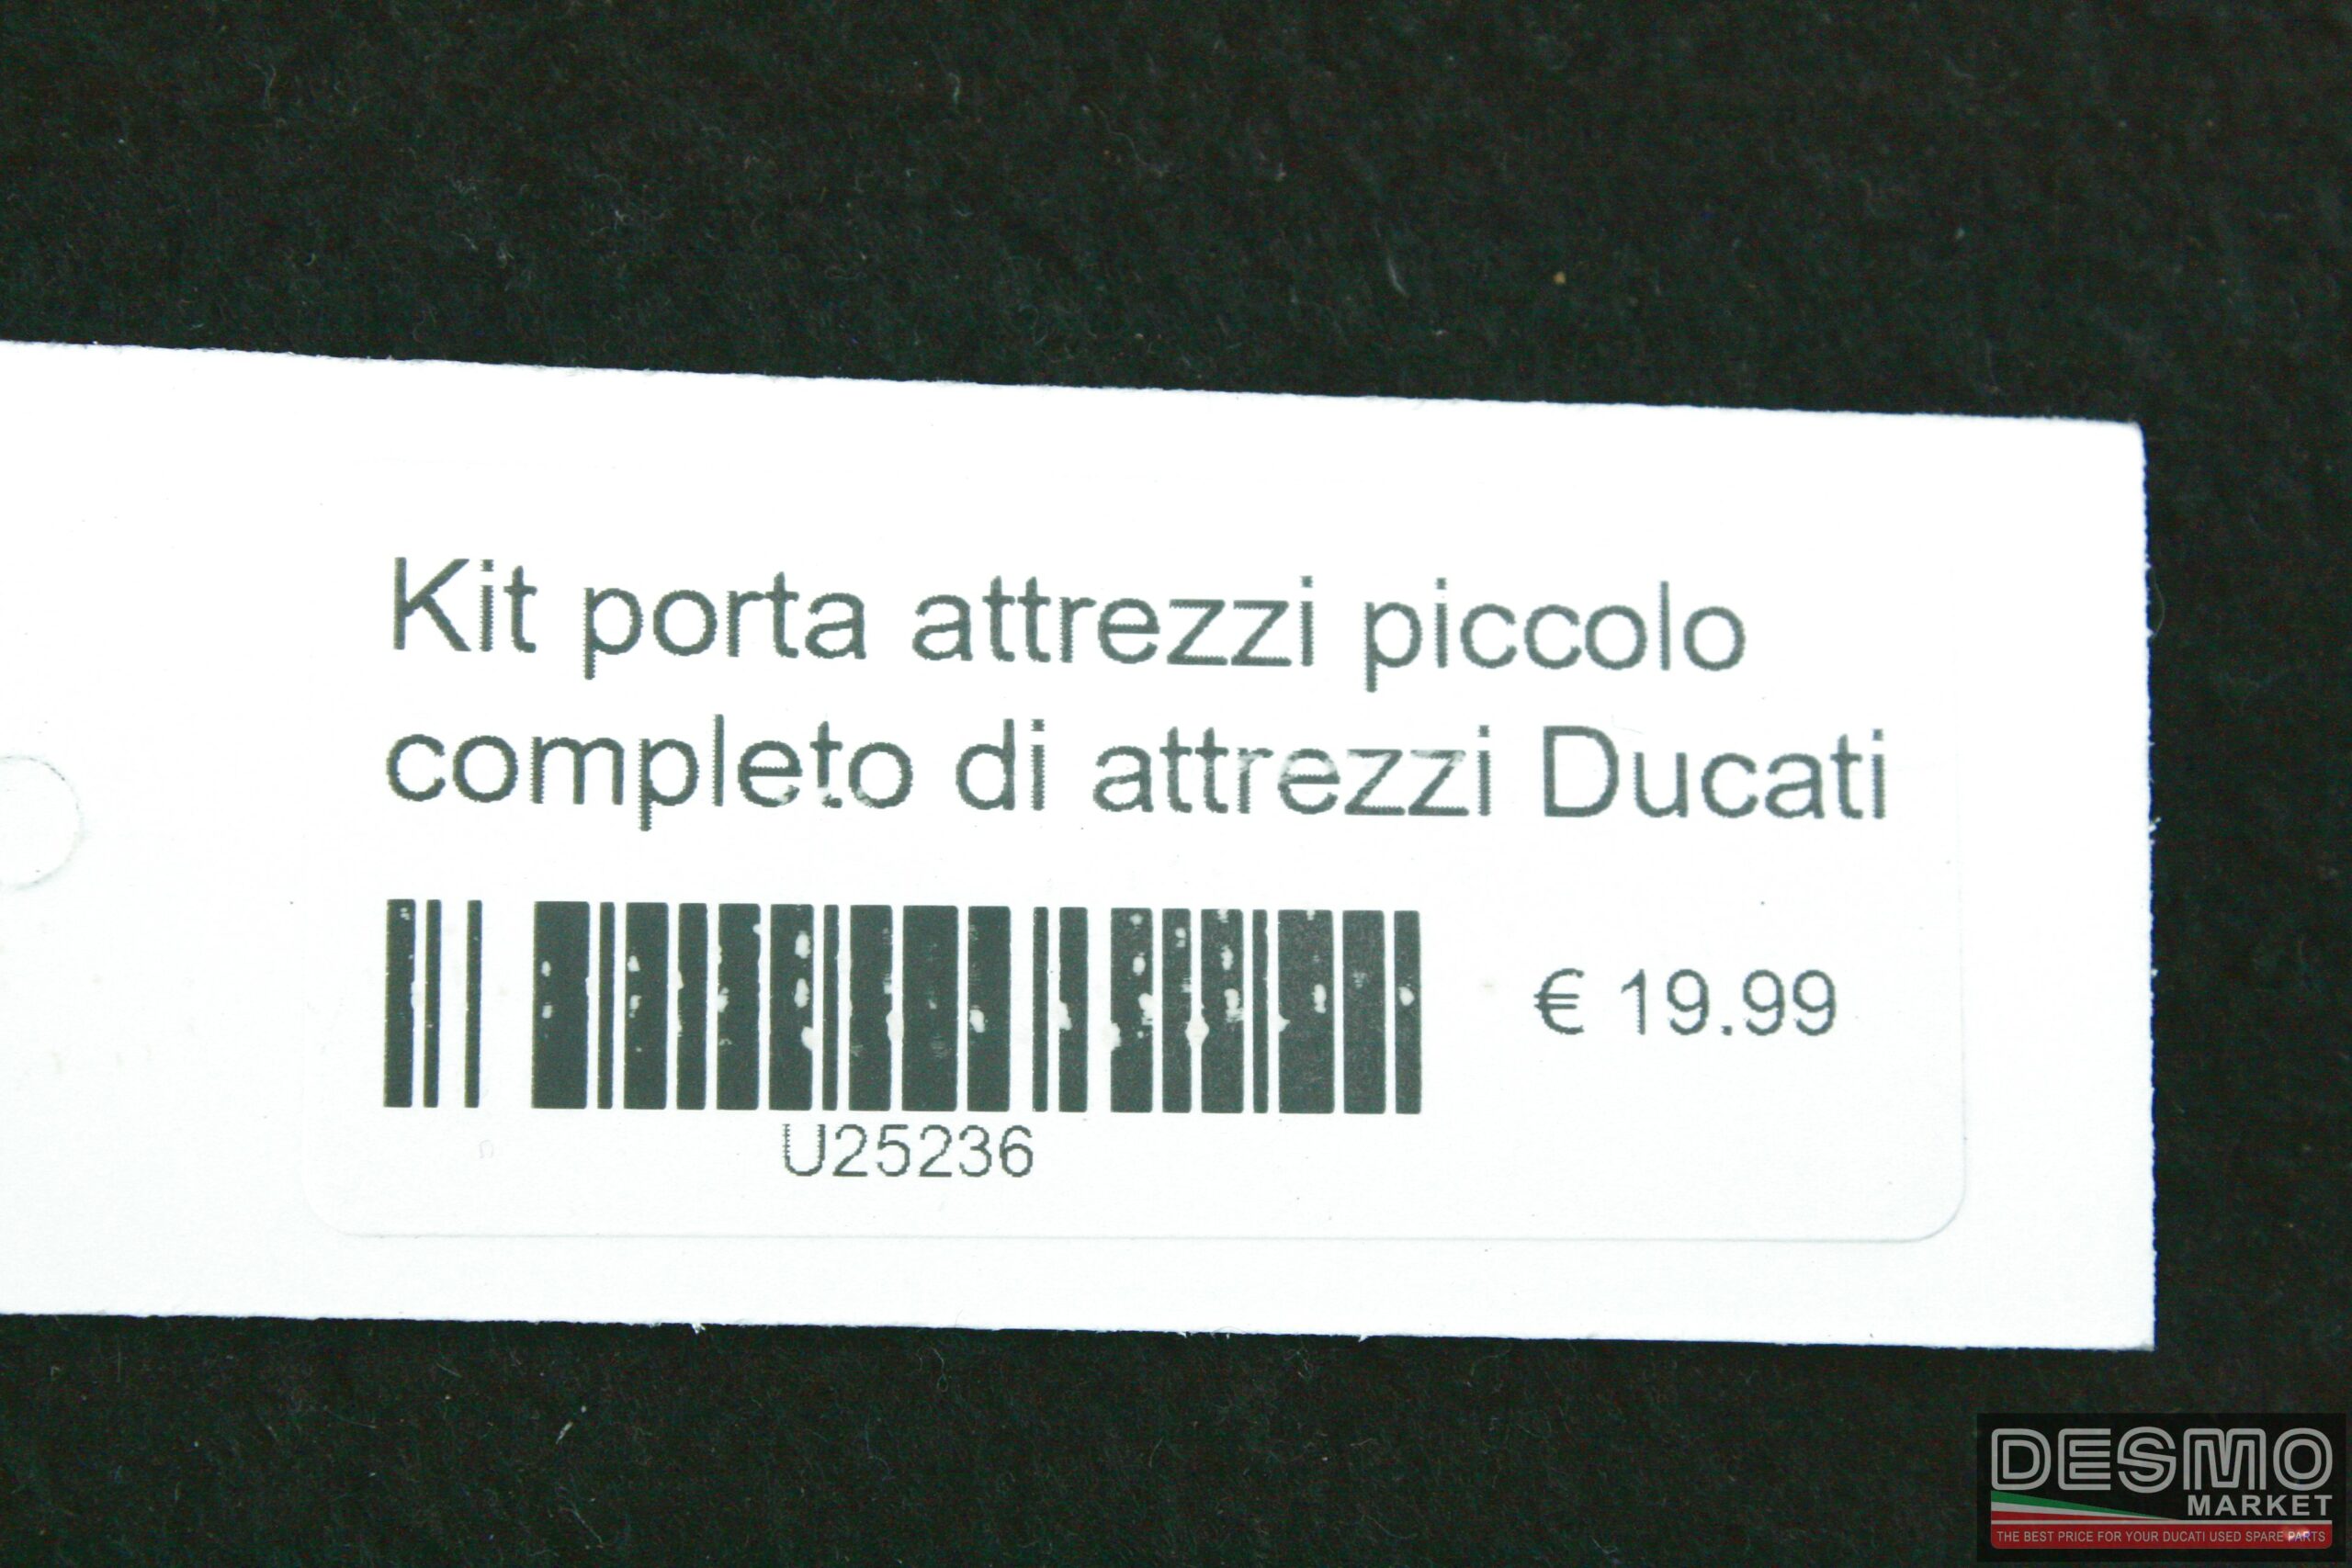 Kit porta attrezzi piccolo
completo di attrezzi Ducati
€ 19.99
U25236
DESMO
MARKET
THE BEST PRICE FOR YOUR DUCATI USED SPARE PARTS